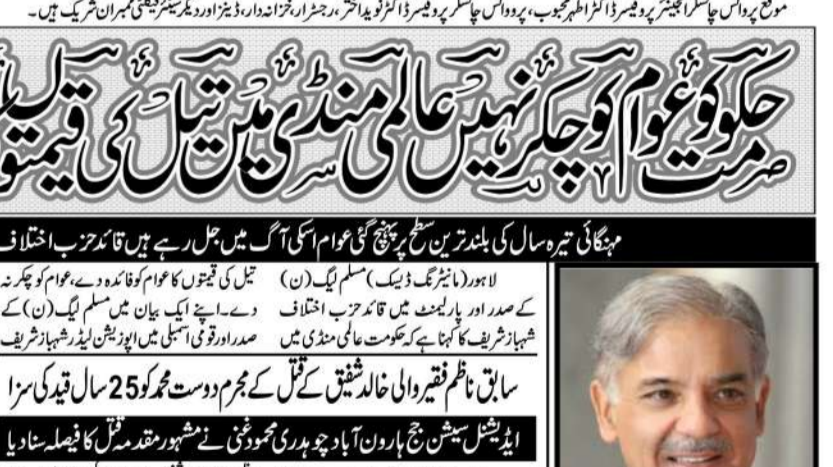 موقع پر وائس چانسلر انجینئر پروفیسر ڈاکٹر اطہر محبوب، پرو وائس چانسلر پروفیسر ڈاکٹر نوید اختر، رجسٹرار، خزانہ دار، ڈینز اور دیگر سینئر فیکلٹی ممبران شریک ہیں۔
حکومت عوام کو چکر نہیں عالمی منڈی میں تیل کی قیمتوں
مہنگائی تیرہ سال کی بلند ترین سطح پر پہنچ گئی عوام اسکی آگ میں جل رہے ہیں قائد حزب اختلاف
لاہور (مانیٹرنگ ڈیسک) مسلم لیگ (ن)
کے صدر اور پارلیمنٹ میں قائد حزب اختلاف
شہباز شریف کا کہنا ہے کہ حکومت عالمی منڈی میں
تیل کی قیمتوں کا عوام کو فائدہ دے، عوام کو چکر نہ
دے۔ اپنے ایک بیان میں مسلم لیگ (ن) کے
صدر اور قومی اسمبلی میں اپوزیشن لیڈر شہباز شریف
سابق ناظم فقیر والی خالد شفیق کے قتل کے مجرم دوست محمد کو 25 سال قید کی سزا
ایڈیشنل سیشن جج ہارون آباد چوہدری محمود غنی نے مشہور مقدمہ قتل کا فیصلہ سنا دیا